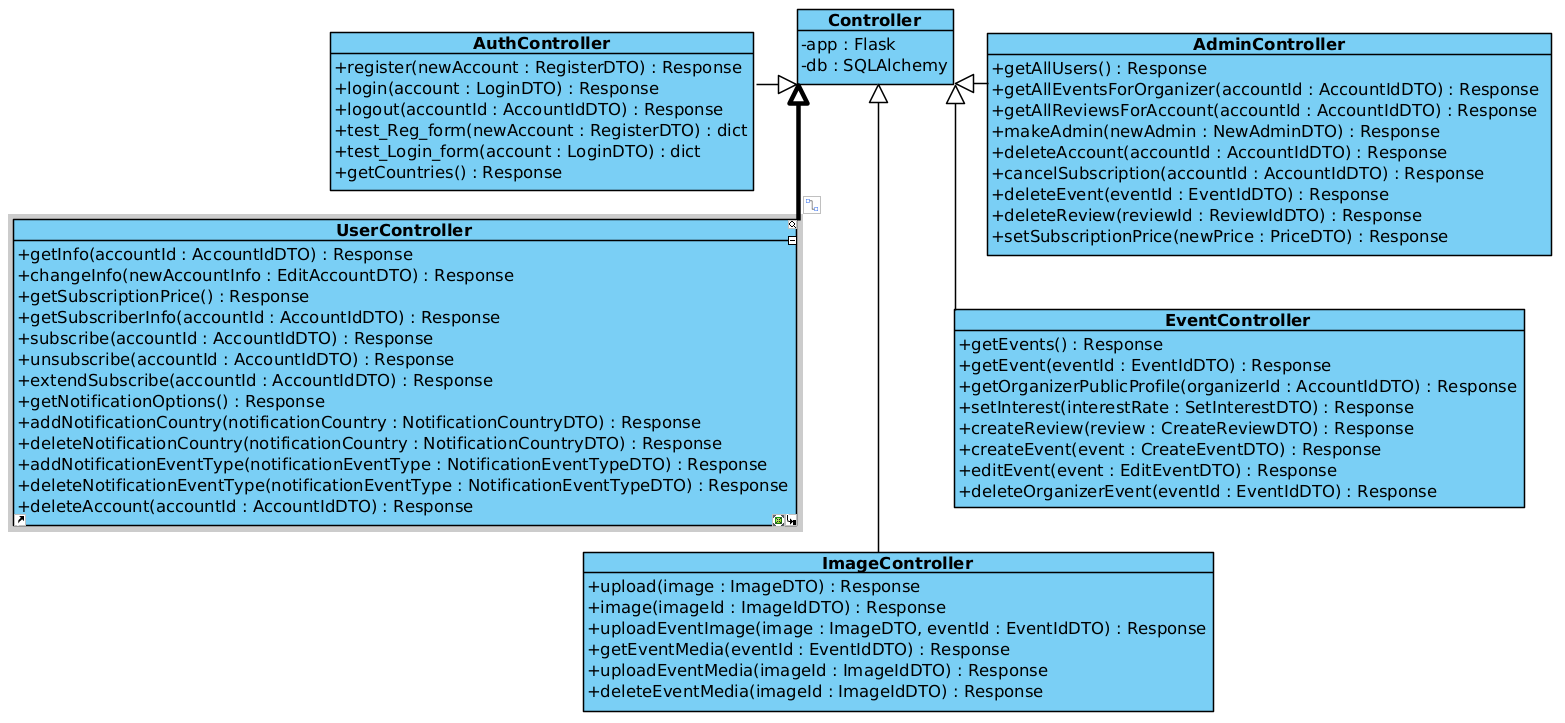 Controller
-app : Flask
-db : SQLAlchemy
AuthController
+register(newAccount : RegisterDTO) : Response
+login(account : LoginDTO) : Response
+logout(accountId : AccountIdDTO) : Response
+test_Reg_form(newAccount : RegisterDTO) : dict
+test_Login_form(account : LoginDTO) : dict
+getCountries() : Response
AdminController
+getAllUsers() : Response
+getAllEventsForOrganizer(accountId : AccountIdDTO) : Response
+getAllReviewsForAccount(accountId : AccountIdDTO) : Response
+makeAdmin(newAdmin : NewAdminDTO) : Response
+deleteAccount(accountId : AccountIdDTO) : Response
+cancelSubscription(accountId : AccountIdDTO) : Response
+deleteEvent(eventId : EventIdDTO) : Response
+deleteReview(reviewId : ReviewIdDTO) : Response
+setSubscriptionPrice(newPrice : PriceDTO) : Response
UserController
+getInfo(accountId : AccountIdDTO) : Response
+changeInfo(newAccountInfo : EditAccountDTO) : Response
+getSubscriptionPrice() : Response
+getSubscriberInfo(accountId : AccountIdDTO) : Response
+subscribe(accountId : AccountIdDTO) : Response
+unsubscribe(accountId : AccountIdDTO) : Response
+extendSubscribe(accountId : AccountIdDTO) : Response
+getNotificationOptions() : Response
+addNotificationCountry(notificationCountry : NotificationCountryDTO) : Response
+deleteNotificationCountry(notificationCountry : NotificationCountryDTO) : Response
+addNotificationEventType(notificationEventType : NotificationEventTypeDTO) : Response
+deleteNotificationEventType(notificationEventType : NotificationEventTypeDTO) : Response
+deleteAccount(accountId : AccountIdDTO) : Response
EventController
+getEvents() : Response
+getEvent(eventId : EventIdDTO) : Response
+getOrganizerPublicProfile(organizerId : AccountIdDTO) : Response
+setInterest(interestRate : SetInterestDTO) : Response
+createReview(review : CreateReviewDTO) : Response
+createEvent(event : CreateEventDTO) : Response
+editEvent(event : EditEventDTO) : Response
+deleteOrganizerEvent(eventId : EventIdDTO) : Response
ImageController
+upload(image : ImageDTO) : Response
+image(imageId : ImageIdDTO) : Response
+uploadEventImage(image : ImageDTO, eventId : EventIdDTO) : Response
+getEventMedia(eventId : EventIdDTO) : Response
+uploadEventMedia(imageId : ImageIdDTO) : Response
+deleteEventMedia(imageId : ImageIdDTO) : Response